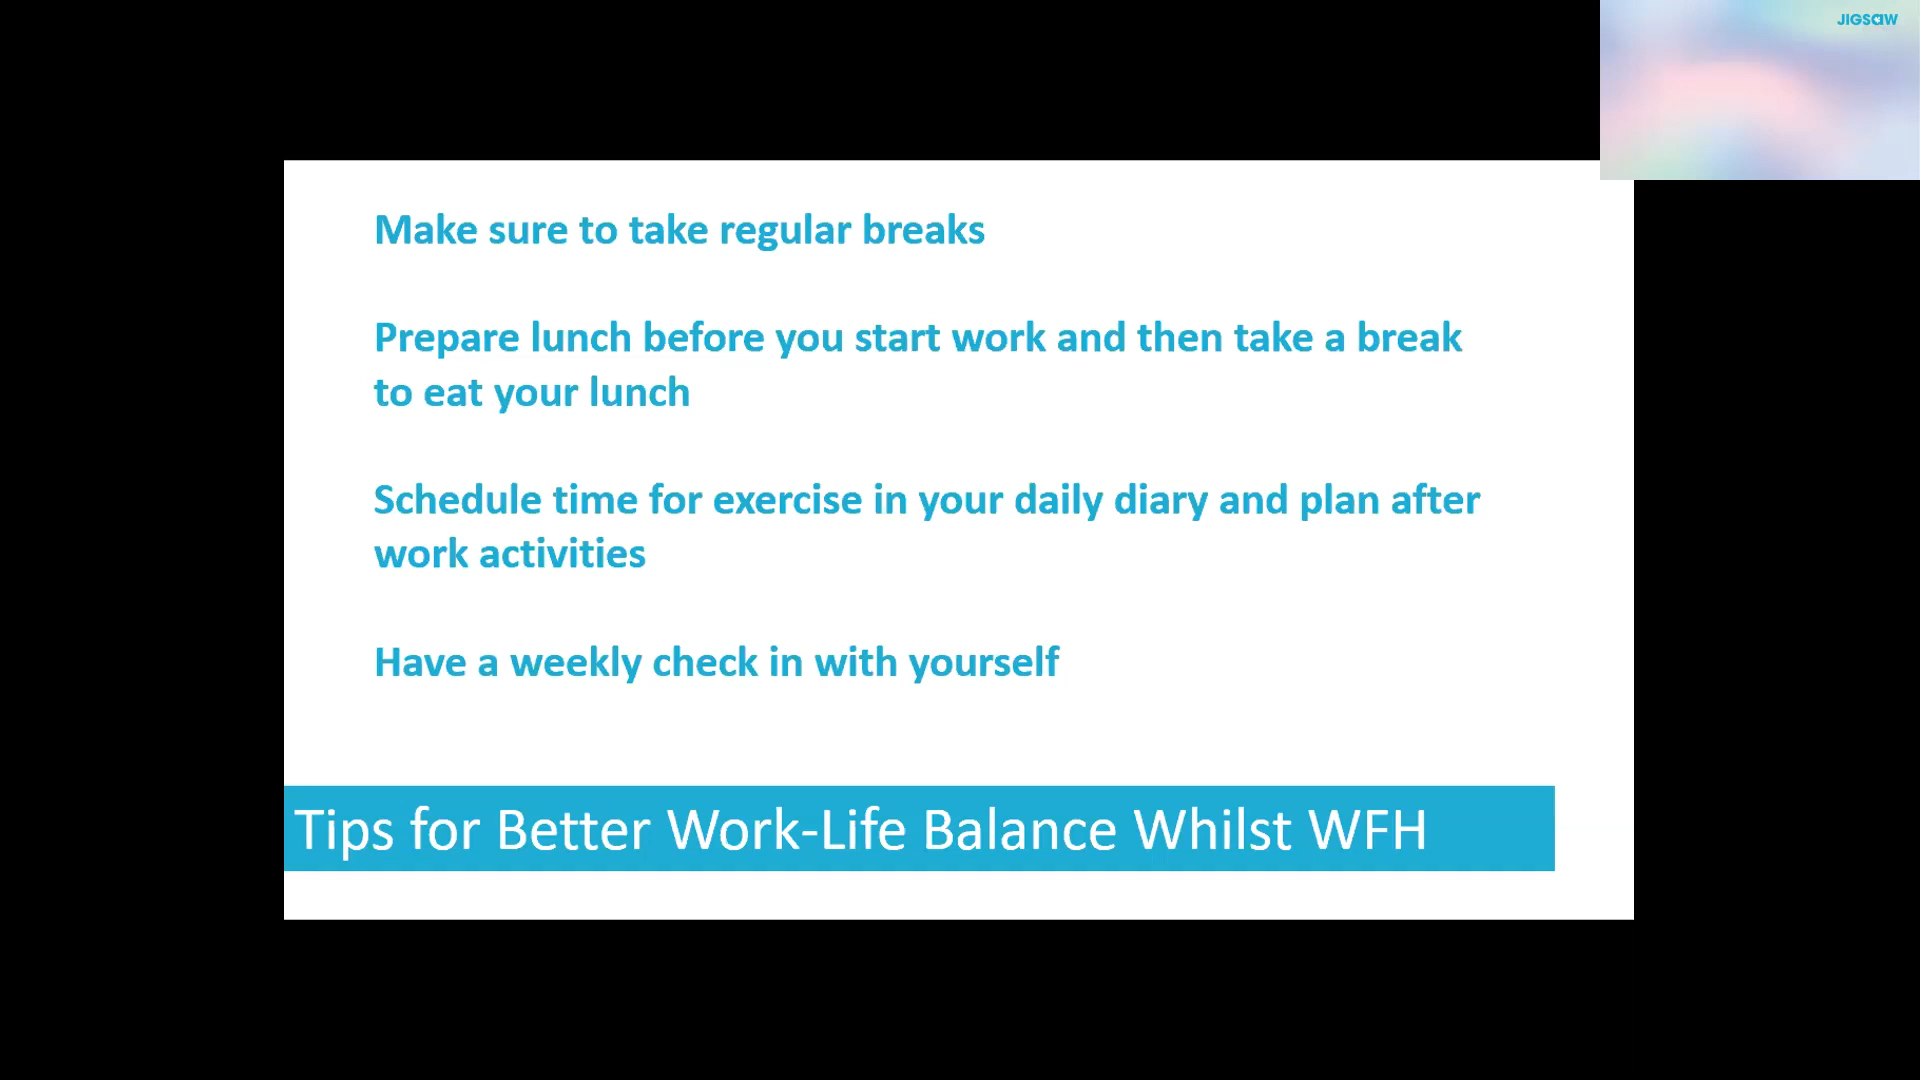 JIGSAW
Make sure to take regular breaks
Prepare lunch before you start work and then take a break
to eat your lunch
Schedule time for exercise in your daily diary and plan after
work activities
Have a weekly check in with yourself
Tips for Better Work-Life Balance Whilst WFH